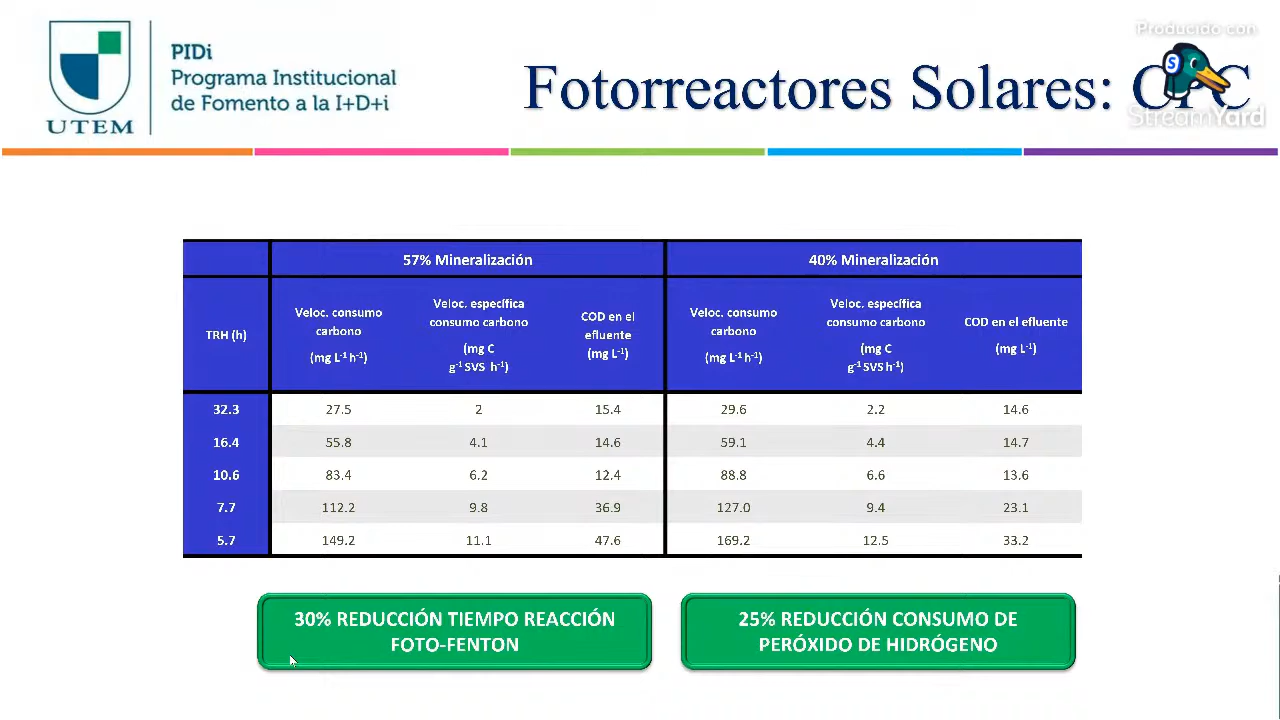 PIDi
Programa Institucional
de Fomento a la I+D+i
UTEM
Producido con
StreamYard
Fotorreactores Solares: CPC
57% Mineralización
40% Mineralización
TRH (h)
Veloc. consumo
carbono
(mg L-1 h-1)
Veloc. específica
consumo carbono
(mg C
g-1 SVS h-1)
COD en el
efluente
(mg L-1)
Veloc. consumo
carbono
(mg L-1 h-1)
Veloc. específica
consumo carbono
(mg C
g-1 SVS h-1)
COD en el efluente
(mg L-1)
32.3 27.5 2 15.4 29.6 2.2 14.6
16.4 55.8 4.1 14.6 59.1 4.4 14.7
10.6 83.4 6.2 12.4 88.8 6.6 13.6
7.7 112.2 9.8 36.9 127.0 9.4 23.1
5.7 149.2 11.1 47.6 169.2 12.5 33.2
30% REDUCCIÓN TIEMPO REACCIÓN
FOTO-FENTON
25% REDUCCIÓN CONSUMO DE
PERÓXIDO DE HIDRÓGENO